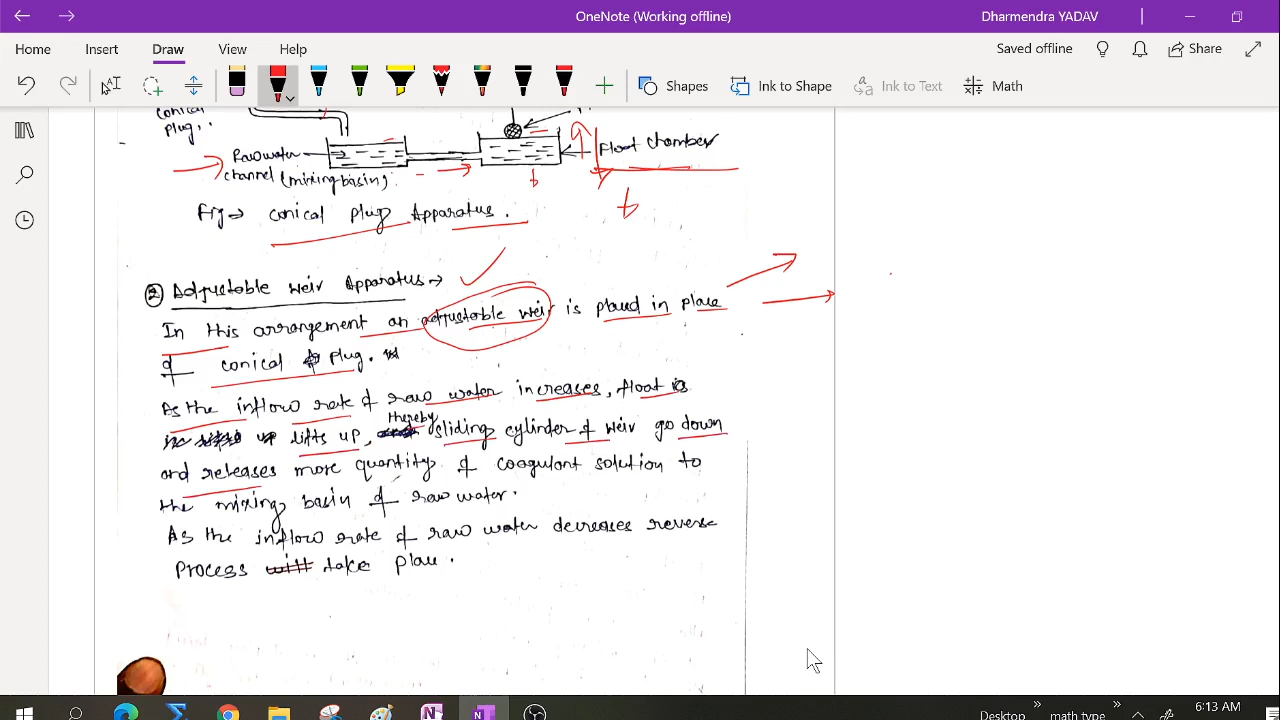 OneNote (Working offline)
Dharmendra YADAV
Home Insert Draw View Help
Saved offline
Share
Shapes
Ink to Shape
Ink to Text
Math
conical
plug.
Raw water
channel (mixing basin)
Float chamber
b
b
Fig → conical plug Apparatus.
② Adjustable weir Apparatus →
In this arrangement an adjustable weir is placed in place
of conical plug.
As the inflow rate of raw water increases, float is
lifts up, thereby sliding cylinder of weir go down
and releases more quantity of coagulant solution to
the mixing basin of raw water.
As the inflow rate of raw water decreases reverse
process will take place.
Desktop
math type
6:13 AM